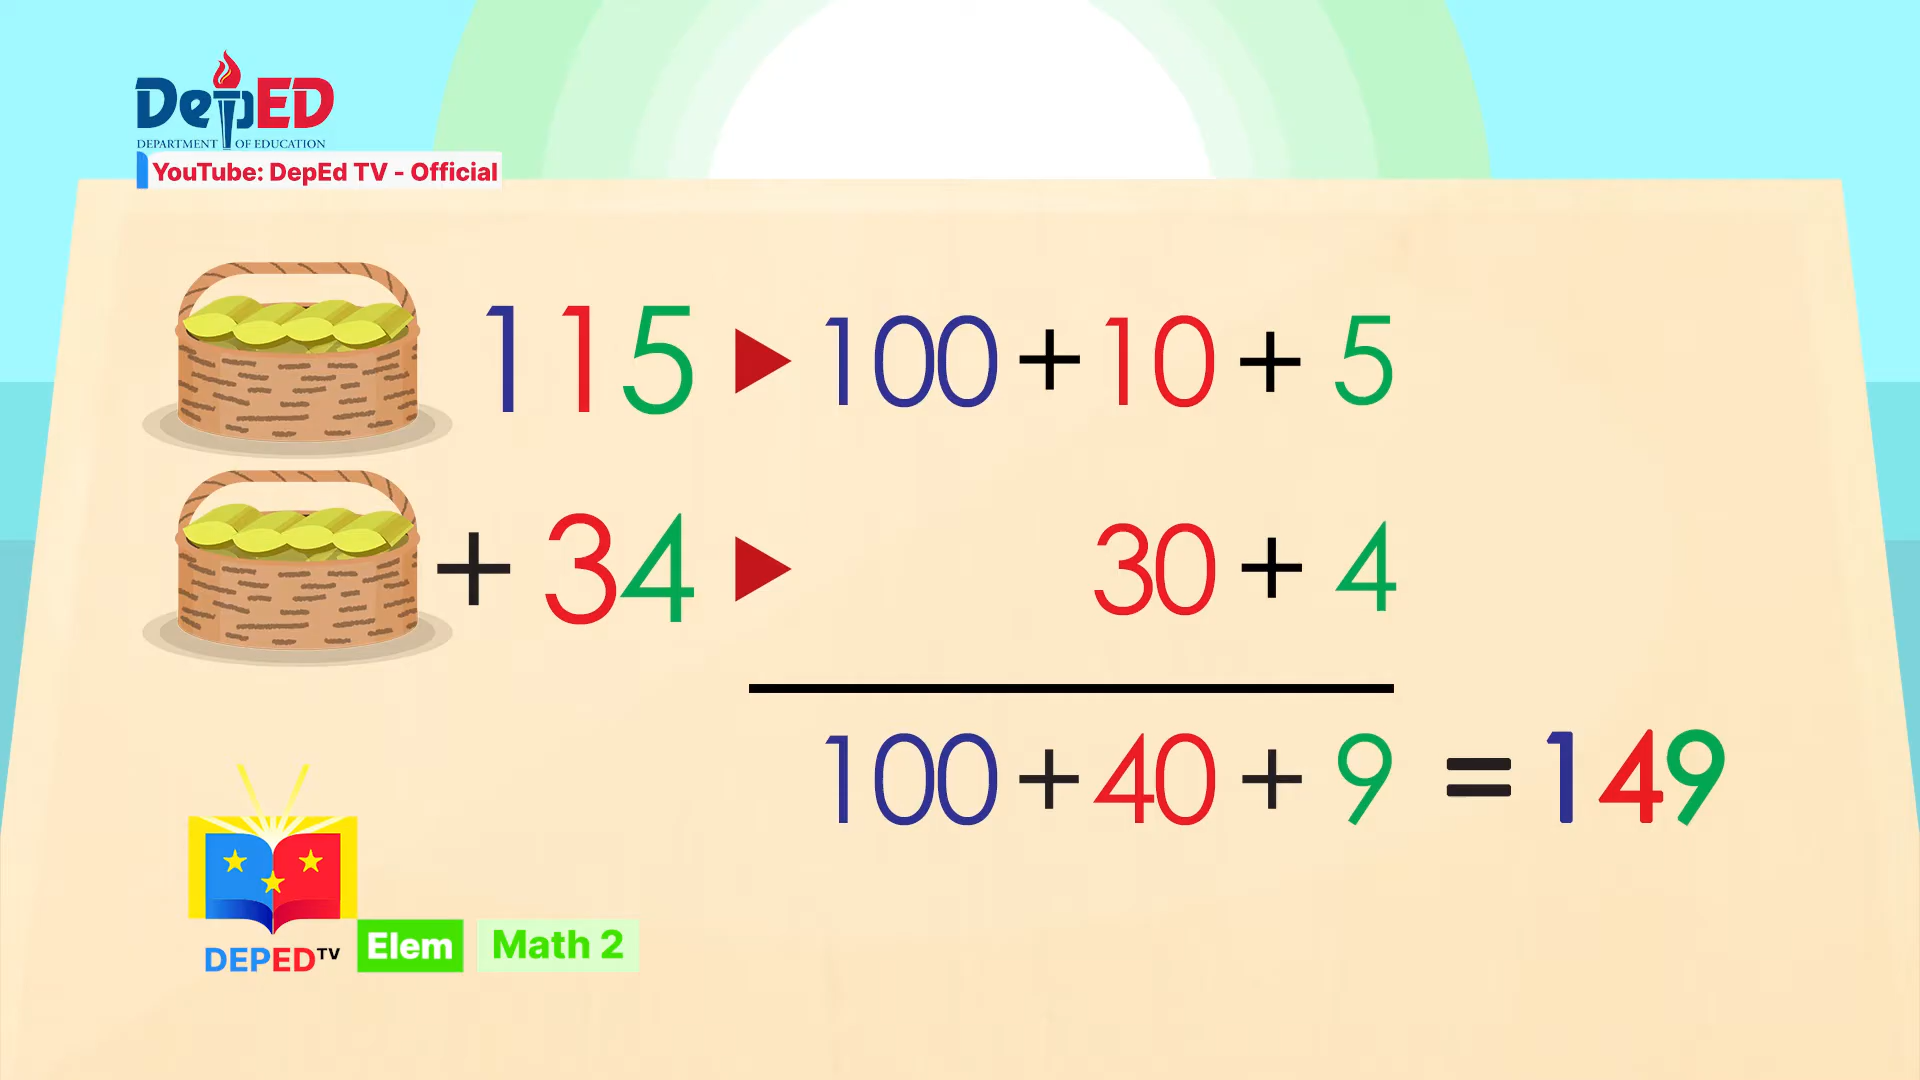 DepED
DEPARTMENT OF EDUCATION
YouTube: DepEd TV - Official
115 ▶ 100 + 10 + 5
+ 34 ▶ 30 + 4
100 + 40 + 9 = 149
DEPED TV
Elem Math 2